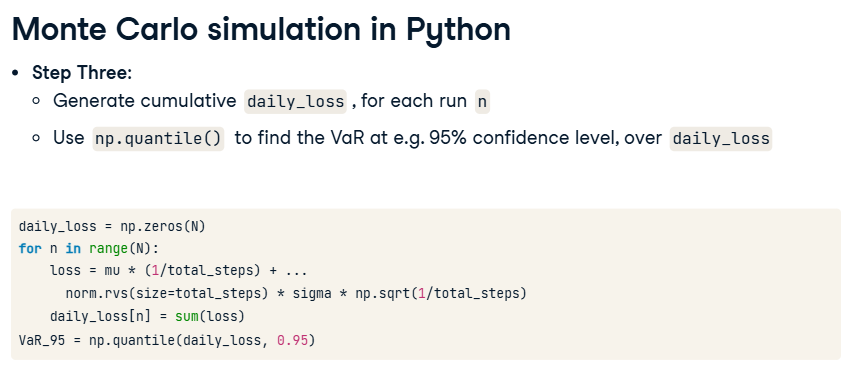 Monte Carlo simulation in Python
• Step Three:
◦ Generate cumulative daily_loss , for each run n
◦ Use np.quantile() to find the VaR at e.g. 95% confidence level, over daily_loss
daily_loss = np.zeros(N)
for n in range(N):
    loss = mu * (1/total_steps) + ...
      norm.rvs(size=total_steps) * sigma * np.sqrt(1/total_steps)
    daily_loss[n] = sum(loss)
VaR_95 = np.quantile(daily_loss, 0.95)